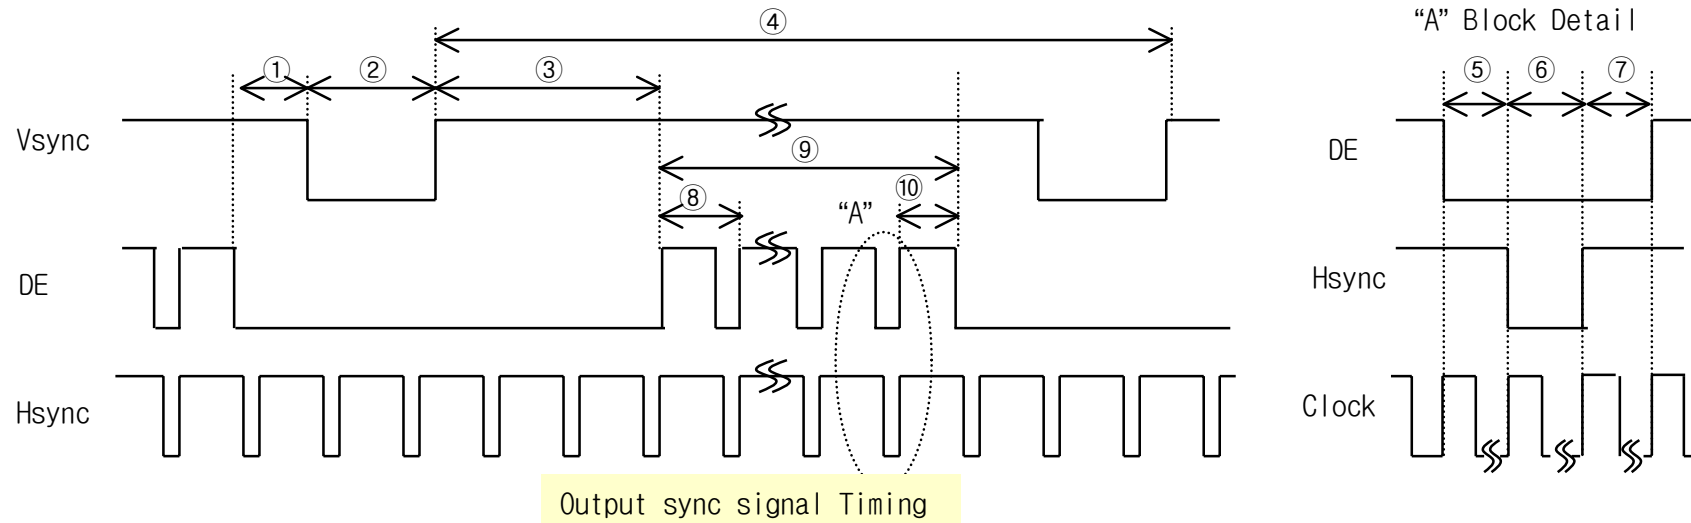 ④
“A” Block Detail
① ② ③
⑤ ⑥ ⑦
Vsync
⑨
DE
⑧ “A” ⑩
DE
Hsync
Hsync
Clock
Output sync signal Timing